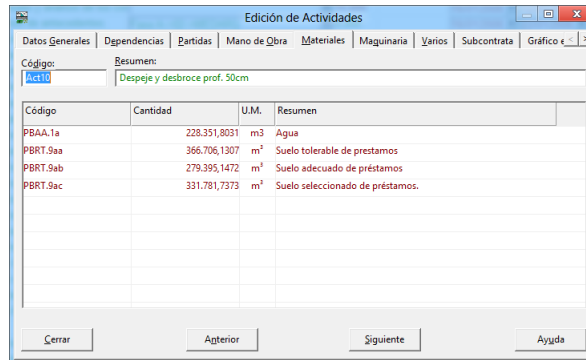 Edición de Actividades
Datos Generales Dependencias Partidas Mano de Obra Materiales Maquinaria Varios Subcontrata Gráfico e
Código: Resumen:
Act10 Despeje y desbroce prof. 50cm
Código Cantidad U.M. Resumen
PBAA.1a 228.351,8031 m3 Agua
PBRT.9aa 366.706,1307 m³ Suelo tolerable de prestamos
PBRT.9ab 279.395,1472 m³ Suelo adecuado de préstamos
PBRT.9ac 331.781,7373 m³ Suelo seleccionado de préstamos.
Cerrar Anterior Siguiente Ayuda